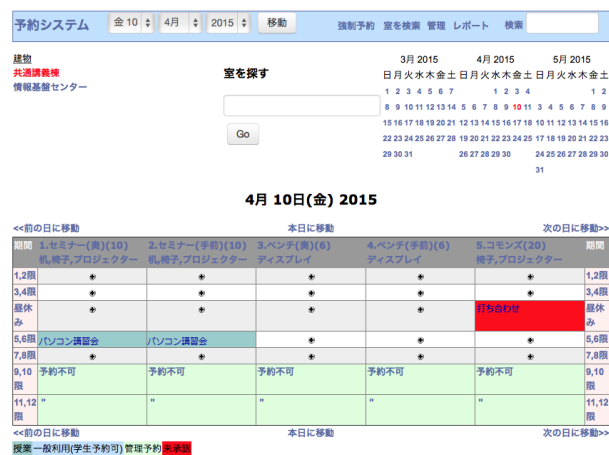 予約システム 金 10 4月 2015 移動 強制予約 室を検索 管理 レポート 検索
建物
共通講義棟
情報基盤センター
室を探す
Go
3月 2015
日 月 火 水 木 金 土
1 2 3 4 5 6 7
8 9 10 11 12 13 14
15 16 17 18 19 20 21
22 23 24 25 26 27 28
29 30 31
4月 2015
日 月 火 水 木 金 土
1 2 3 4
5 6 7 8 9 10 11
12 13 14 15 16 17 18
19 20 21 22 23 24 25
26 27 28 29 30
5月 2015
日 月 火 水 木 金 土
1 2
3 4 5 6 7 8 9
10 11 12 13 14 15 16
17 18 19 20 21 22 23
24 25 26 27 28 29 30
31
4月 10日(金) 2015
<<前の日に移動 本日に移動 次の日に移動>>
期間 1.セミナー(奥)(10) 2.セミナー(手前)(10) 3.ベンチ(奥)(6) 4.ベンチ(手前)(6) 5.コモンズ(20) 期間
机,椅子,プロジェクター 机,椅子,プロジェクター ディスプレイ ディスプレイ 椅子,プロジェクター
1,2限 1,2限
3,4限 3,4限
昼休み 打ち合わせ 昼休み
5,6限 パソコン講習会 パソコン講習会 5,6限
7,8限 7,8限
9,10限 予約不可 予約不可 予約不可 予約不可 予約不可 9,10限
11,12限 " " " " " 11,12限
<<前の日に移動 本日に移動 次の日に移動>>
授業 一般利用(学生予約可) 管理予約 未承認